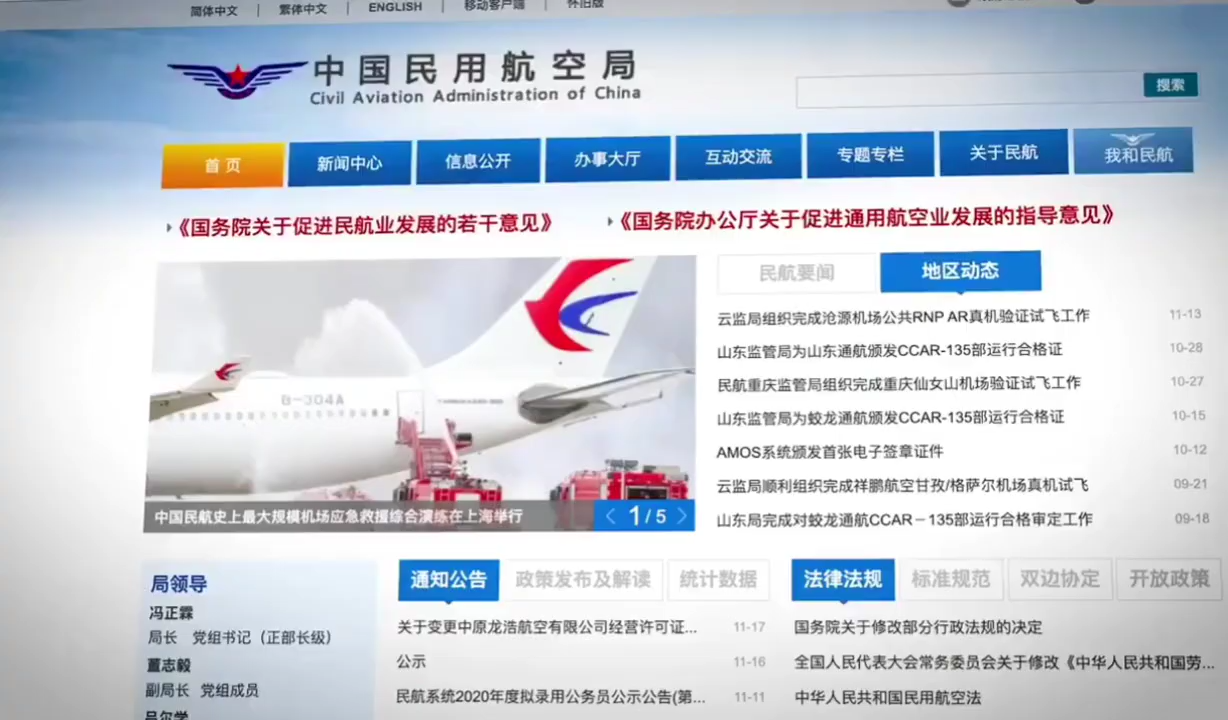 简体中文 | 繁体中文 | ENGLISH | 移动客户端 | 怀旧版
中国民用航空局
Civil Aviation Administration of China
搜索
首页 新闻中心 信息公开 办事大厅 互动交流 专题专栏 关于民航 我和民航
《国务院关于促进民航业发展的若干意见》 《国务院办公厅关于促进通用航空业发展的指导意见》
民航要闻 地区动态
云监局组织完成沧源机场公共RNP AR真机验证试飞工作 11-13
山东监管局为山东通航颁发CCAR-135部运行合格证 10-28
民航重庆监管局组织完成重庆仙女山机场验证试飞工作 10-27
山东监管局为蛟龙通航颁发CCAR-135部运行合格证 10-15
AMOS系统颁发首张电子签章证件 10-12
云监局顺利组织完成祥鹏航空甘孜/格萨尔机场真机试飞 09-21
山东局完成对蛟龙通航CCAR－135部运行合格审定工作 09-18
B-304A
中国民航史上最大规模机场应急救援综合演练在上海举行 1/5
局领导
冯正霖
局长 党组书记（正部长级）
董志毅
副局长 党组成员
吕尔学
通知公告 政策发布及解读 统计数据
关于变更中原龙浩航空有限公司经营许可证... 11-17
公示 11-16
民航系统2020年度拟录用公务员公示公告(第... 11-11
法律法规 标准规范 双边协定 开放政策
国务院关于修改部分行政法规的决定
全国人民代表大会常务委员会关于修改《中华人民共和国劳...
中华人民共和国民用航空法